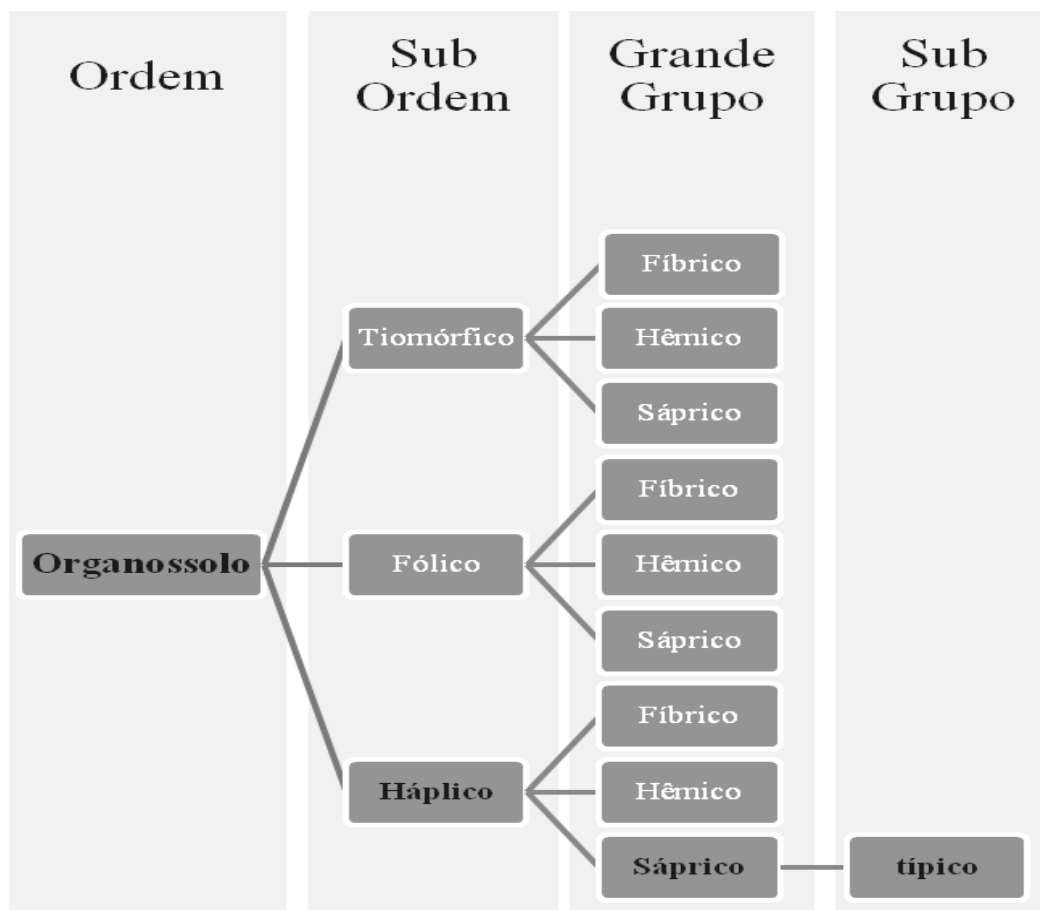 Ordem
Sub
Ordem
Grande
Grupo
Sub
Grupo
Fíbrico
Tiomórfico
Hêmico
Sáprico
Fíbrico
Organossolo
Fólico
Hêmico
Sáprico
Fíbrico
Háplico
Hêmico
Sáprico
típico